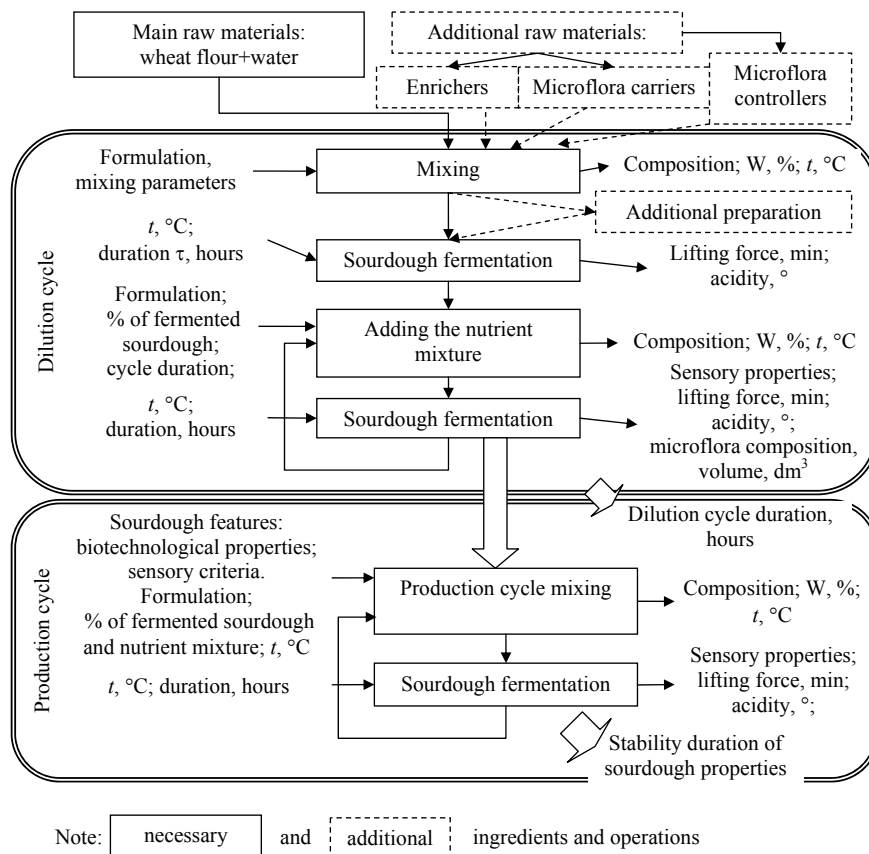 Main raw materials:
wheat flour+water
Additional raw materials:
Enrichers
Microflora carriers
Microflora
controllers
Dilution cycle
Formulation,
mixing parameters
Mixing
Composition; W, %; t, °C
Additional preparation
t, °C;
duration τ, hours
Sourdough fermentation
Lifting force, min;
acidity, °
Formulation;
% of fermented
sourdough;
cycle duration;
Adding the nutrient
mixture
Composition; W, %; t, °C
t, °C;
duration, hours
Sourdough fermentation
Sensory properties;
lifting force, min;
acidity, °;
microflora composition,
volume, dm³
Dilution cycle duration,
hours
Production cycle
Sourdough features:
biotechnological properties;
sensory criteria.
Formulation;
% of fermented sourdough
and nutrient mixture; t, °C
Production cycle mixing
Composition; W, %;
t, °C
t, °C; duration, hours
Sourdough fermentation
Sensory properties;
lifting force, min;
acidity, °;
Stability duration of
sourdough properties
Note: necessary and additional ingredients and operations